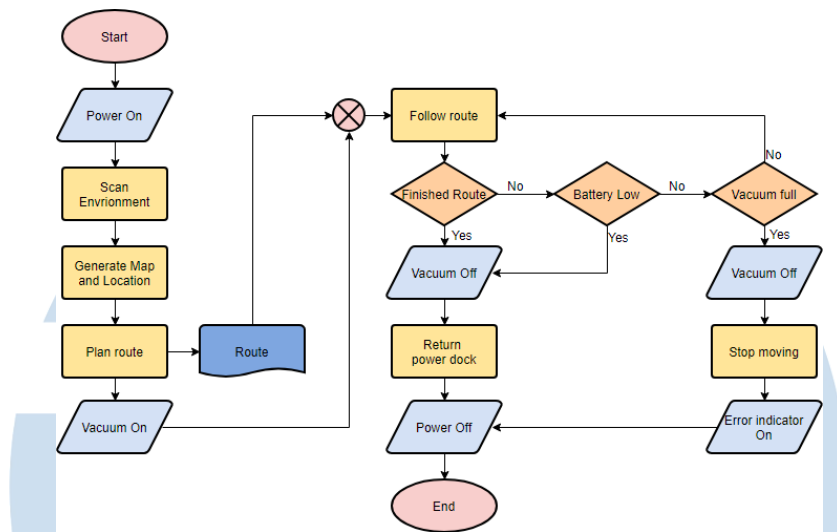 Start
Power On
Scan
Envrionment
Generate Map
and Location
Plan route
Route
Vacuum On
Follow route
Finished Route
No
Battery Low
No
Vacuum full
No
Yes
Yes
Yes
Vacuum Off
Vacuum Off
Return
power dock
Stop moving
Power Off
Error indicator
On
End